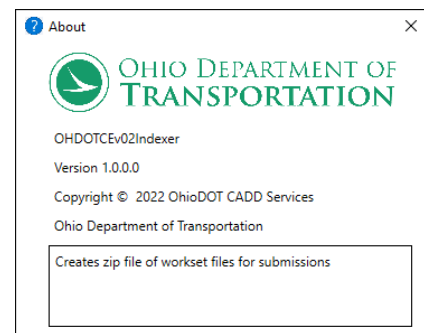 About
OHIO DEPARTMENT OF
TRANSPORTATION
OHDOTCEv02Indexer
Version 1.0.0.0
Copyright © 2022 OhioDOT CADD Services
Ohio Department of Transportation
Creates zip file of workset files for submissions